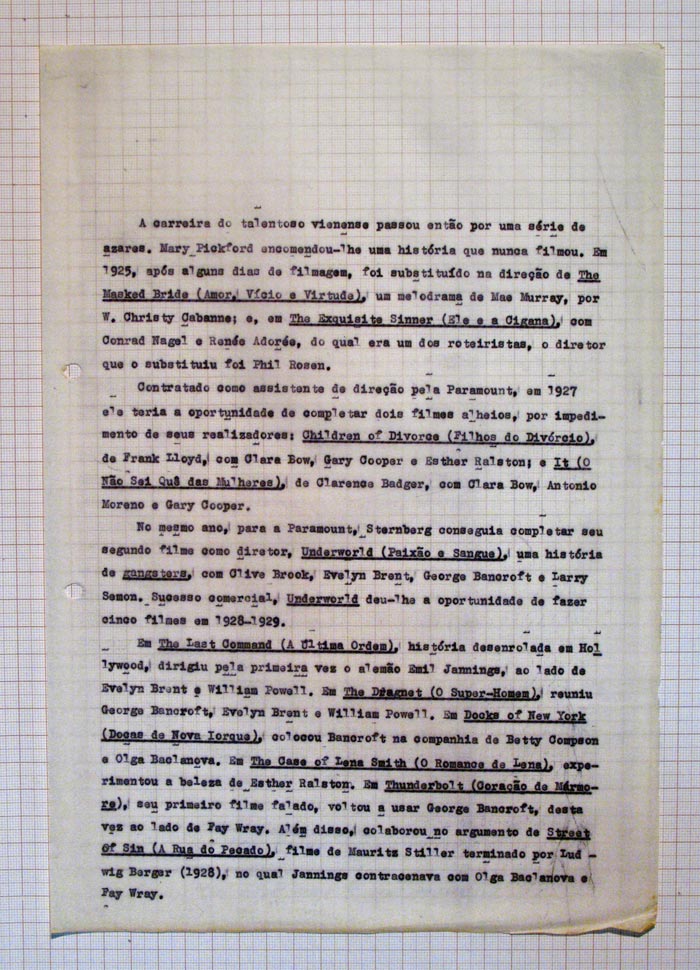 A carreira do talentoso vienense passou então por uma série de
azares. Mary Pickford encomendou-lhe uma história que nunca filmou. Em
1925, após alguns dias de filmagem, foi substituído na direção de The
Masked Bride (Amor, Vício e Virtude), um melodrama de Mae Murray, por
W. Christy Cabanne; e, em The Exquisite Sinner (Ele e a Cigana), com
Conrad Nagel e Renée Adorée, do qual era um dos roteiristas, o diretor
que o substituiu foi Phil Rosen.
Contratado como assistente de direção pela Paramount, em 1927
ele teria a oportunidade de completar dois filmes alheios, por impedi-
mento de seus realizadores: Children of Divorce (Filhos do Divórcio),
de Frank Lloyd, com Clara Bow, Gary Cooper e Esther Ralston; e It (O
Não Sei Quê das Mulheres), de Clarence Badger, com Clara Bow, Antonio
Moreno e Gary Cooper.
No mesmo ano, para a Paramount, Sternberg conseguia completar seu
segundo filme como diretor, Underworld (Paixão e Sangue), uma história
de gangsters, com Clive Brook, Evelyn Brent, George Bancroft e Larry
Semon. Sucesso comercial, Underworld deu-lhe a oportunidade de fazer
cinco filmes em 1928-1929.
Em The Last Command (A Última Ordem), história desenrolada em Hol
lywood, dirigiu pela primeira vez o alemão Emil Jannings, ao lado de
Evelyn Brent e William Powell. Em The Dragnet (O Super-Homem), reuniu
George Bancroft, Evelyn Brent e William Powell. Em Docks of New York
(Docas de Nova Iorque), colocou Bancroft na companhia de Betty Compson
e Olga Baclanova. Em The Case of Lena Smith (O Romance de Lena), expe-
rimentou a beleza de Esther Ralston. Em Thunderbolt (Coração de Mármo-
re), seu primeiro filme falado, voltou a usar George Bancroft, desta
vez ao lado de Fay Wray. Além disso, colaborou no argumento de Street
of Sin (A Rua do Pecado), filme de Mauritz Stiller terminado por Lud -
wig Berger (1928), no qual Jannings contracenava com Olga Baclanova e
Fay Wray.